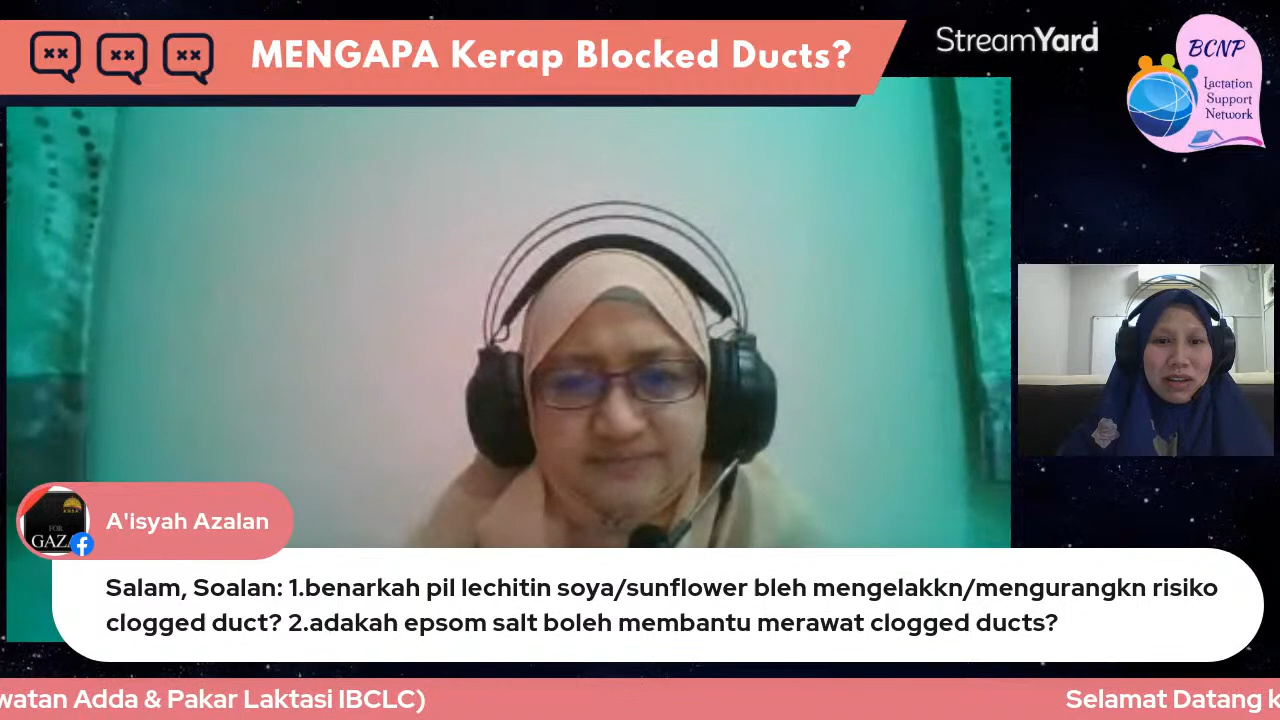 MENGAPA Kerap Blocked Ducts?
StreamYard
BCNP
Lactation
Support
Network
A'isyah Azalan
FOR
Salam, Soalan: 1.benarkah pil lechitin soya/sunflower bleh mengelakkn/mengurangkn risiko
clogged duct? 2.adakah epsom salt boleh membantu merawat clogged ducts?
watan Adda & Pakar Laktasi IBCLC)
Selamat Datang k